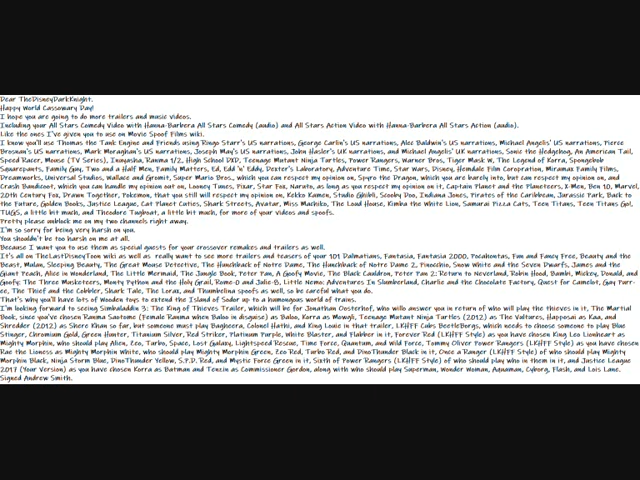 Dear TheDisneyDarkKnight.
Happy World Cassowary Day!
I hope you are going to do more trailers and music videos.
Including your All Stars Comedy Video with Hanna-Barbera All Stars Comedy (audio) and All Stars Action Video with Hanna-Barbera All Stars Action (audio).
Like the ones I've given you to use on Movie Spoof Films wiki.
I know you'll use Thomas the Tank Engine and Friends using Ringo Starr's US narrations, George Carlin's US narrations, Alec Baldwin's US narrations, Michael Angelis' UK narrations, Pierce
Brosnan's US narrations, Mark Moraghan's US narrations, Joseph May's US narrations, John Hasler's UK narrations, and Michael Angelis' UK narrations, Sonic the Hedgehog, An American Tail,
Speed Racer, Mouse (TV Series), Inuyasha, Ranma 1/2, High School DXD, Teenage Mutant Ninja Turtles, Power Rangers, Warner Bros, Tiger Mask W, The Legend of Korra, Spongebob
Squarepants, Family Guy, Two and a Half Men, Family Matters, Ed, Edd 'n' Eddy, Dexter's Laboratory, Adventure Time, Star Wars, Disney, Hemdale Film Coropration, Miramax Family Films,
Dreamworks, Universal Studios, Wallace and Gromit, Super Mario Bros., which you can respect my opinion on, Spyro the Dragon, which you are barely into, but can respect my opinion on, and
Crash Bandicoot, which you can handle my opinion out on, Looney Tunes, Pixar, Star Fox, Naruto, as long as you respect my opinion on it, Captain Planet and the Planeteers, X-Men, Ben 10, Marvel,
20th Century Fox, Drawn Together, Pokemon, that you still will respect my opinion on, Kekko Kamen, Studio Ghibli, Scooby Doo, Indiana Jones, Pirates of the Caribbean, Jurassic Park, Back to
the Future, Golden Books, Justice League, Cat Planet Cuties, Shark Streets, Avatar, Miss Machiko, The Loud House, Kimba the White Lion, Samurai Pizza Cats, Teen Titans, Teen Titans Go!,
TUGS, a little bit much, and Theodore Tugboat, a little bit much, for more of your videos and spoofs.
Pretty please unblock me on my two channels right away.
I'm so sorry for being very harsh on you.
You shouldn't be too harsh on me at all.
Because I want you to use them as special guests for your crossover remakes and trailers as well.
It's all on TheLastDisneyToon wiki as well as really want to see more trailers and teasers of your 101 Dalmatians, Fantasia, Fantasia 2000, Pocahontas, Fun and Fancy Free, Beauty and the
Beast, Mulan, Sleeping Beauty, The Great Mouse Detective, The Hunchback of Notre Dame, The Hunchback of Notre Dame 2, Pinocchio, Snow White and the Seven Dwarfs, James and the
Giant Peach, Alice in Wonderland, The Little Mermaid, The Jungle Book, Peter Pan, A Goofy Movie, The Black Cauldron, Peter Pan 2: Return to Neverland, Robin Hood, Bambi, Mickey, Donald, and
Goofy: The Three Musketeers, Monty Python and the Holy Grail, Rome-O and Julie-8, Little Nemo: Adventures In Slumberland, Charlie and the Chocolate Factory, Quest for Camelot, Gay Purr-
ee, The Thief and the Cobbler, Shark Tale, The Lorax, and Thumbelina spoofs as well, so be careful what you do.
That's why you'll have lots of wooden toys to extend the Island of Sodor up to a humongous world of trains.
I'm looking forward to seeing Simbaladdin 3: The King of Thieves Trailer, which will be for Jonathan Oosterhof, who willo answer you in return of who will play the thieves in it, The Martial
Book, since you've chosen Ranma Saotome (Female Ranma when Baloo in disguise) as Baloo, Korra as Mowgli, Teenage Mutant Ninja Turtles (2012) as The Vultures, Happosai as Kaa, and
Shredder (2012) as Shere Khan so far, but someone must play Bagheera, Colonel Hathi, and King Louie in that trailer, LKHFF Cubs BeetleBorgs, which needs to choose someone to play Blue
Stinger, Chromium Gold, Green Hunter, Titanium Silver, Red Striker, Platinum Purple, White Blaster, and Flabber in it, Forever Red (LKHFF Style) as you have chosen King Leo Lionheart as
Mighty Morphin, who should play Alien, Zeo, Turbo, Space, Lost Galaxy, Lightspeed Rescue, Time Force, Quantum, and Wild Force, Tommy Oliver Power Rangers (LKHFF Style) as you have chosen
Rae the Lioness as Mighty Morphin White, who should play Mighty Morphin Green, Zeo Red, Turbo Red, and DinoThunder Black in it, Once a Ranger (LKHFF Style) of who should play Mighty
Morphin Black, Ninja Storm Blue, DinoThunder Yellow, S.P.D. Red, and Mystic Force Green in it, Sixth of Power Rangers (LKHFF Style) of who should play who in them in it, and Justice League
2017 (Your Version) as you have chosen Korra as Batman and Tenzin as Commissioner Gordon, along with who should play Superman, Wonder Woman, Aquaman, Cyborg, Flash, and Lois Lane.
Signed Andrew Smith.